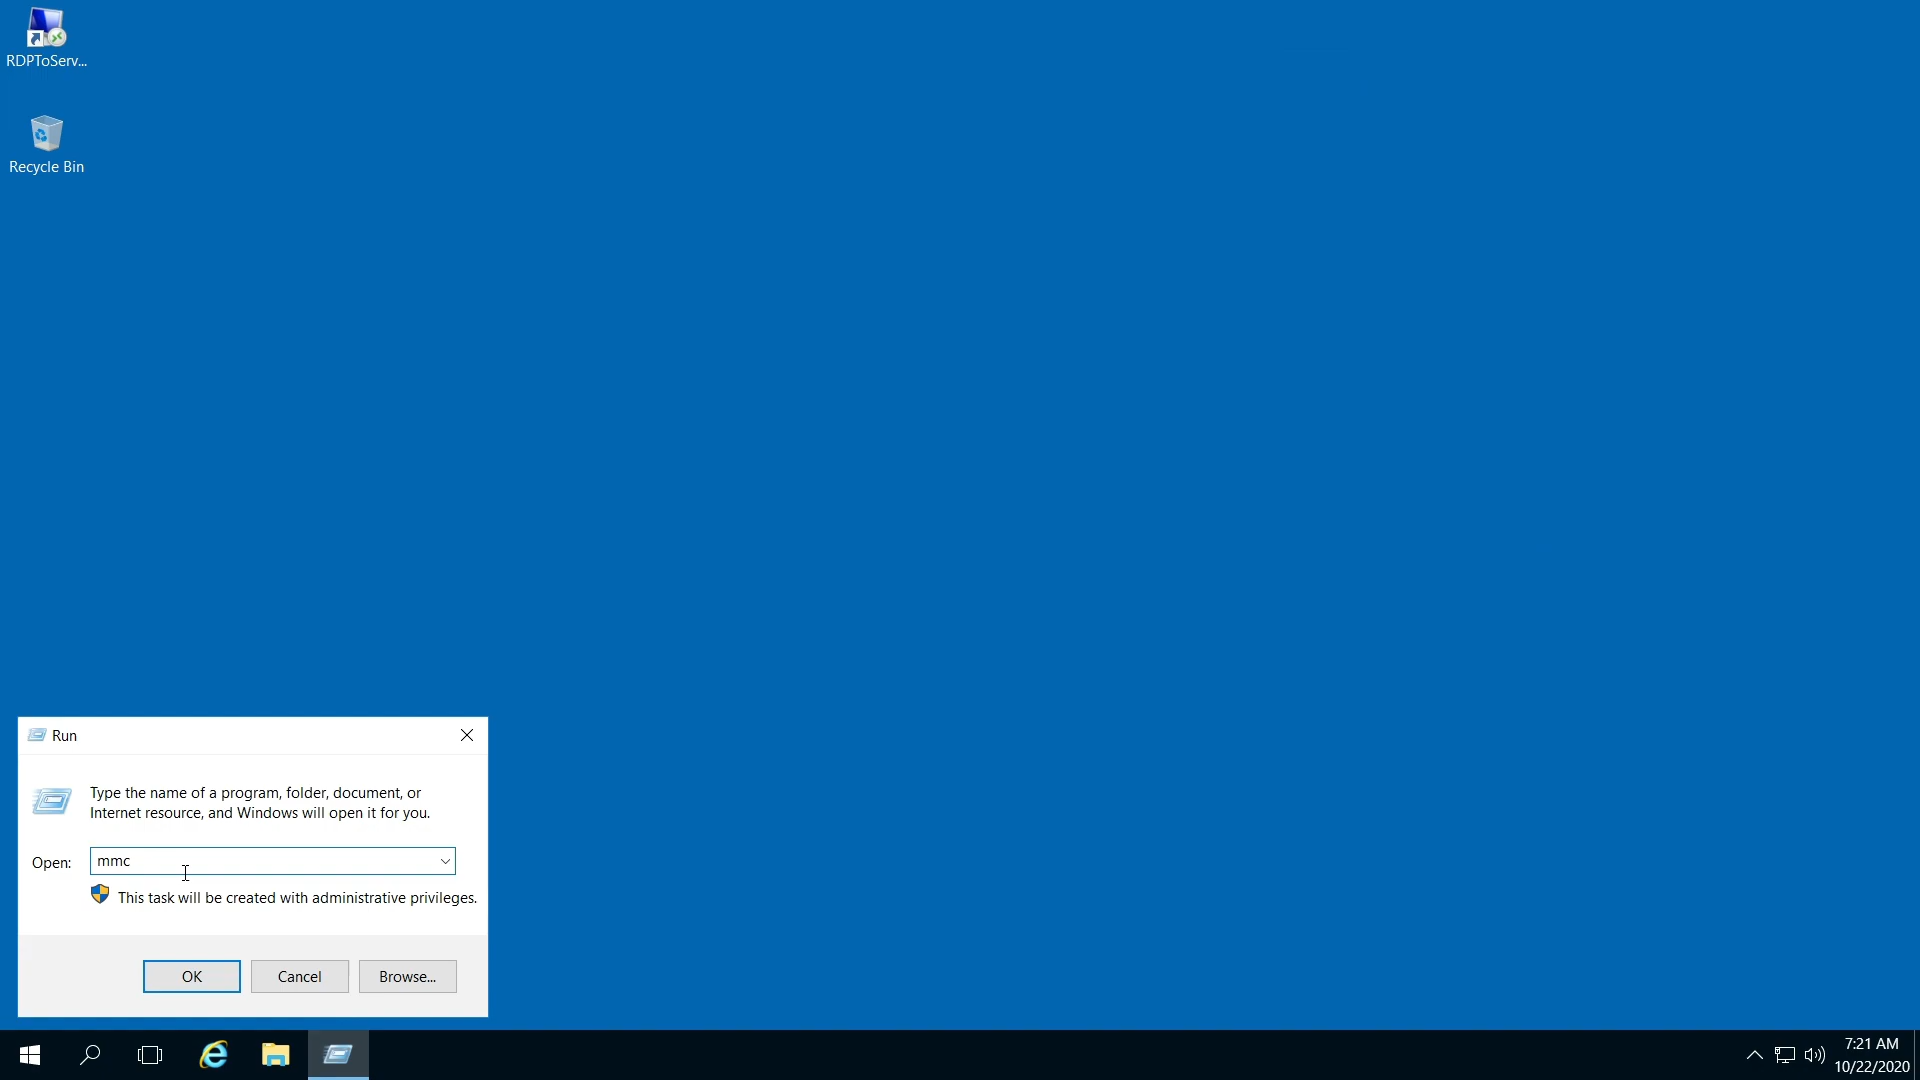 RDPToServ...
Recycle Bin
Run
Type the name of a program, folder, document, or
Internet resource, and Windows will open it for you.
Open: mmc
This task will be created with administrative privileges.
OK Cancel Browse...
7:21 AM
10/22/2020